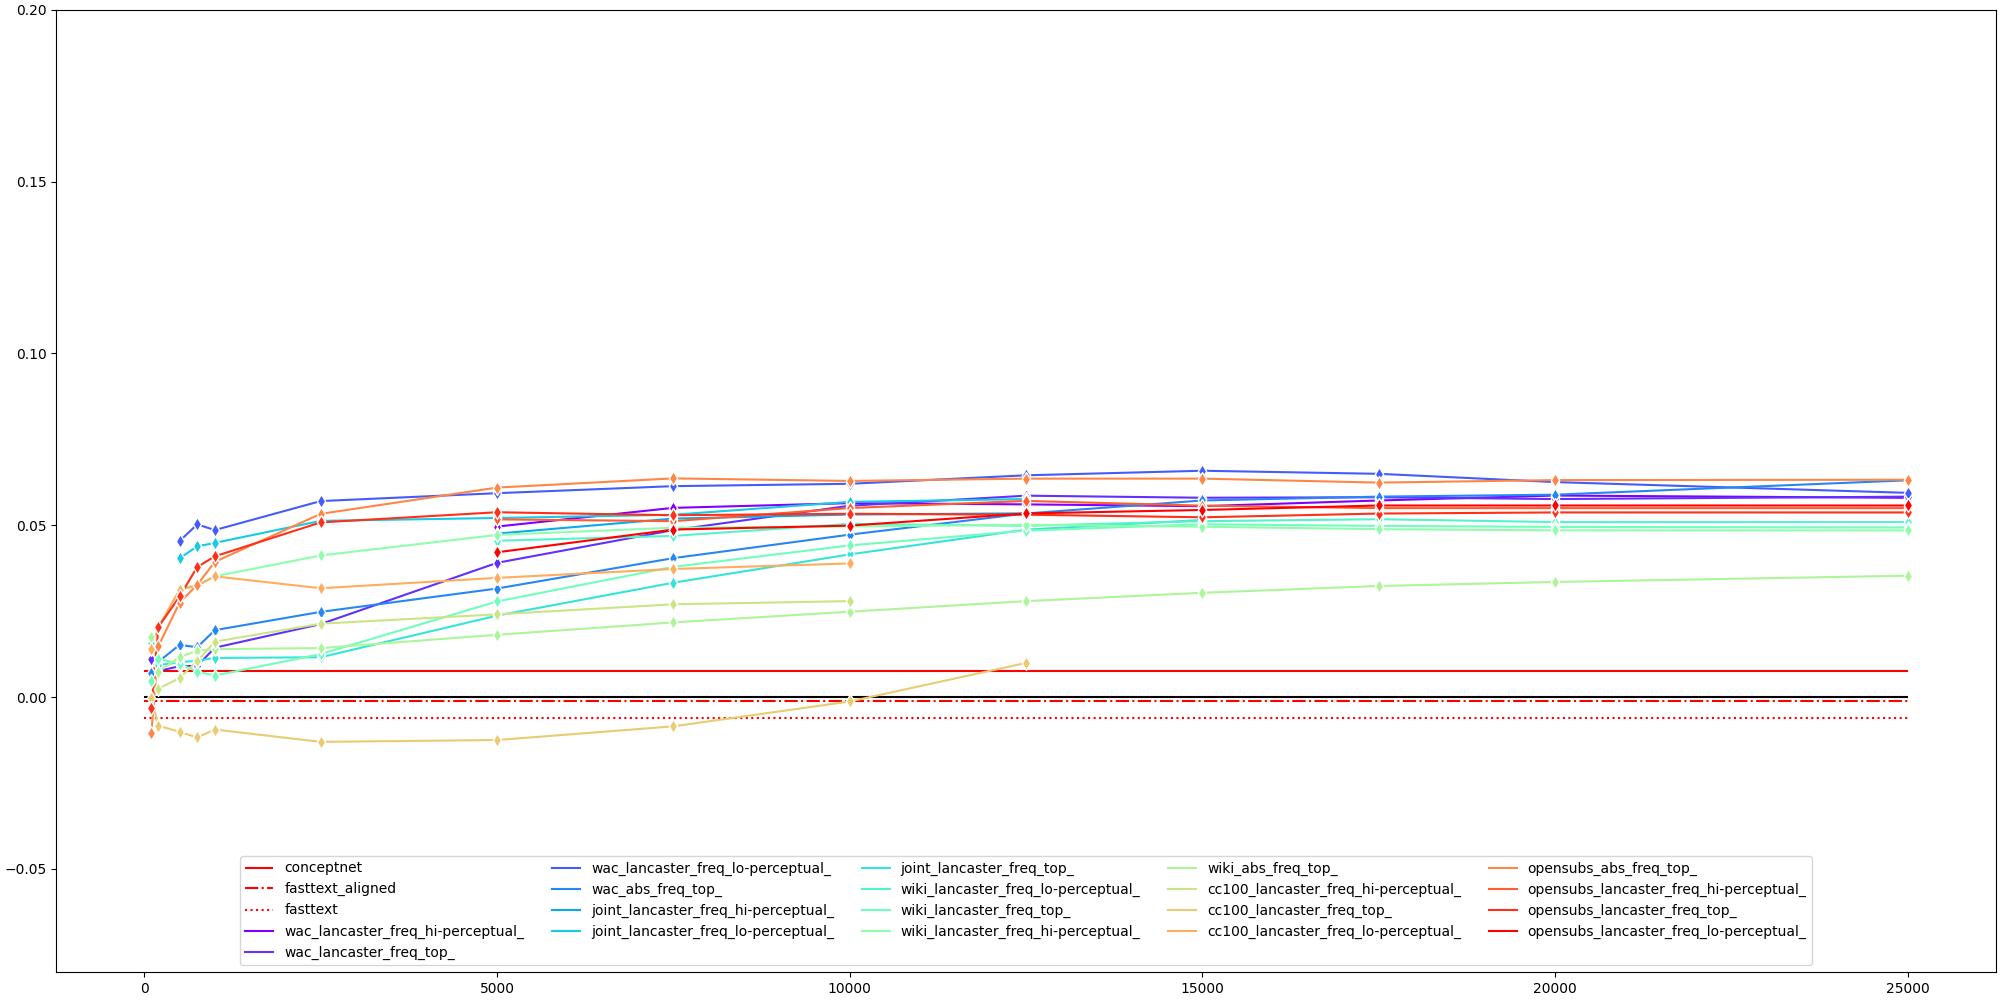 0.20
0.15
0.10
0.05
0.00
−0.05
conceptnet
fasttext_aligned
fasttext
wac_lancaster_freq_hi-perceptual_
wac_lancaster_freq_top_
wac_lancaster_freq_lo-perceptual_
wac_abs_freq_top_
joint_lancaster_freq_hi-perceptual_
joint_lancaster_freq_lo-perceptual_
joint_lancaster_freq_top_
wiki_lancaster_freq_lo-perceptual_
wiki_lancaster_freq_top_
wiki_lancaster_freq_hi-perceptual_
wiki_abs_freq_top_
cc100_lancaster_freq_hi-perceptual_
cc100_lancaster_freq_top_
cc100_lancaster_freq_lo-perceptual_
opensubs_abs_freq_top_
opensubs_lancaster_freq_hi-perceptual_
opensubs_lancaster_freq_top_
opensubs_lancaster_freq_lo-perceptual_
0 5000 10000 15000 20000 25000